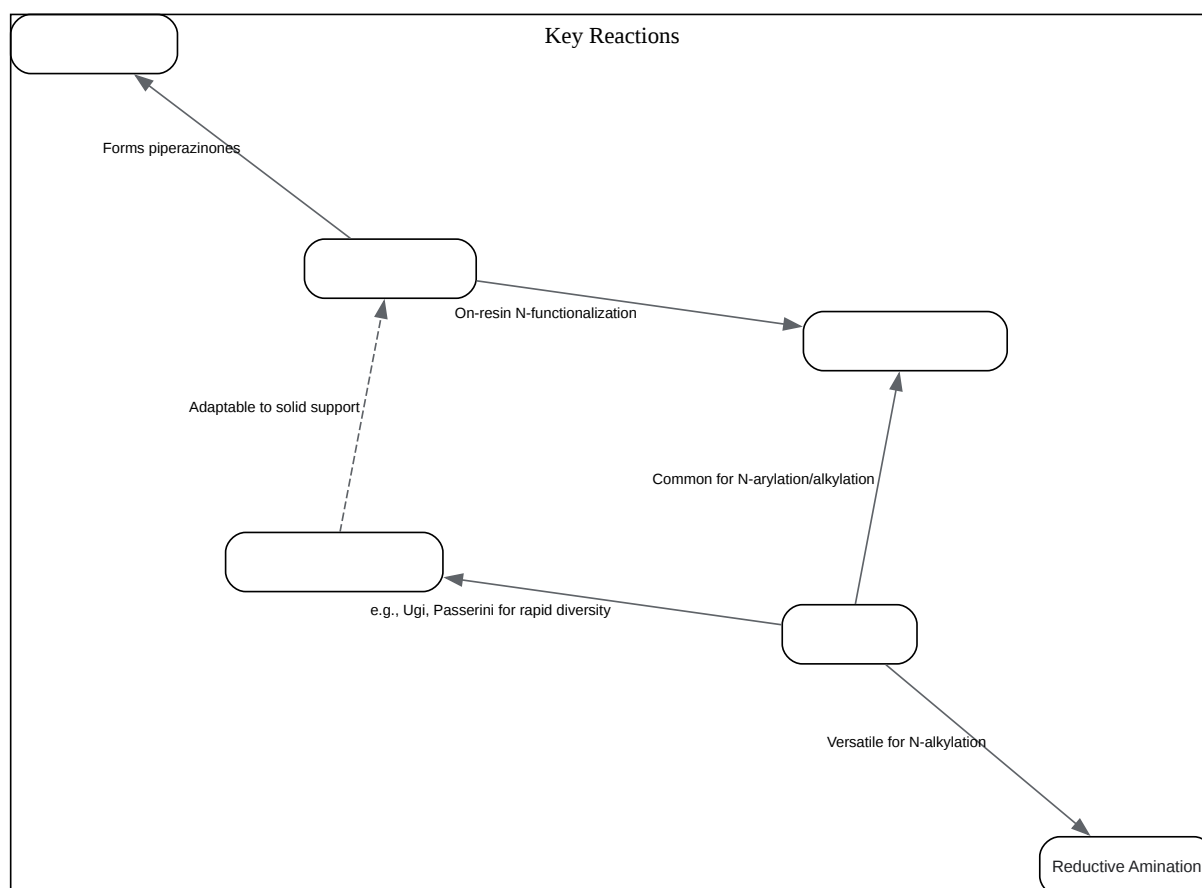 Key Reactions
Forms piperazinones
On-resin N-functionalization
Adaptable to solid support
Common for N-arylation/alkylation
e.g., Ugi, Passerini for rapid diversity
Versatile for N-alkylation
Reductive Amination